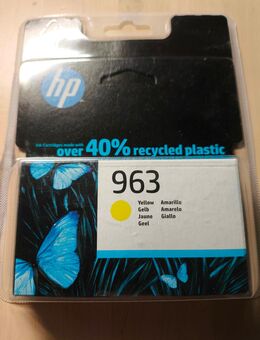 hp
Ink Cartridges made with
over 40% recycled plastic
963
Yellow Amarillo
Gelb Amarelo
Jaune Giallo
Geel